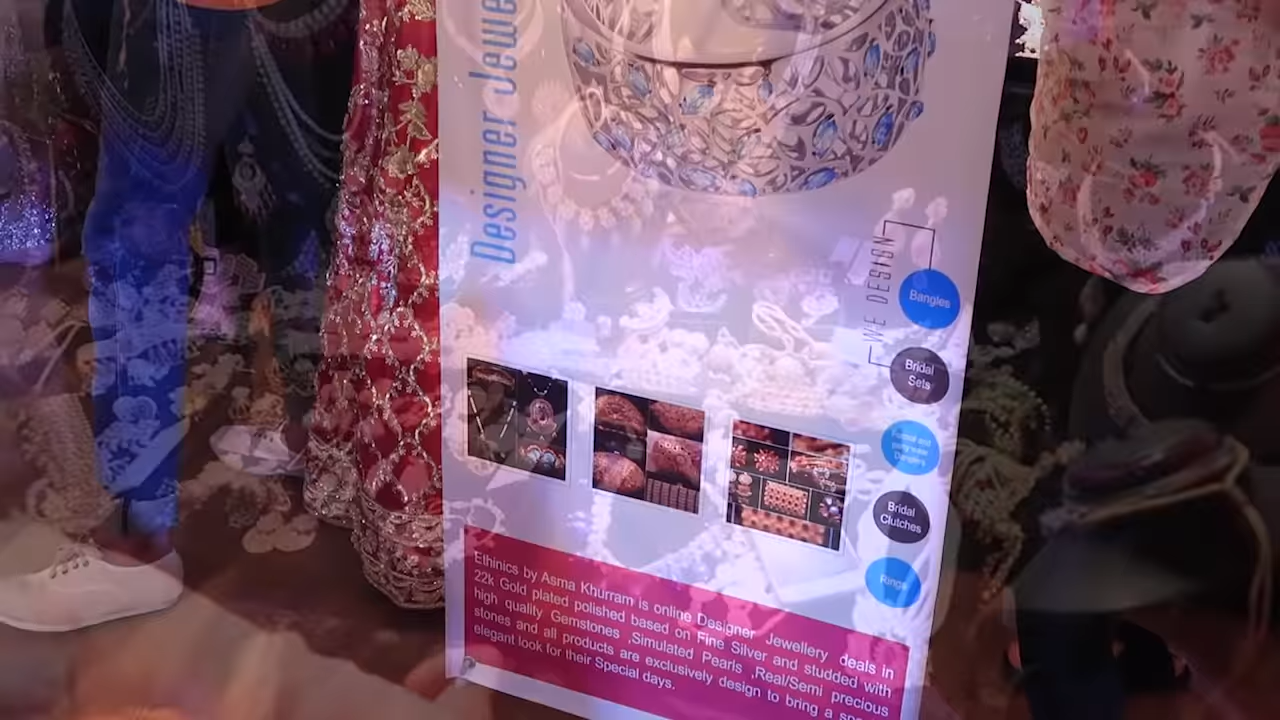 Designer Jewe
WE DESIGN
Bangles
Bridal
Sets
Bridal
Clutches
Rings
Ethinics by Asma Khurram is online Designer Jewellery deals in
22k Gold plated polished based on Fine Silver and studded with
high quality Gemstones ,Simulated Pearls ,Real/Semi precious
stones and all products are exclusively design to bring a
elegant look for their Special days.